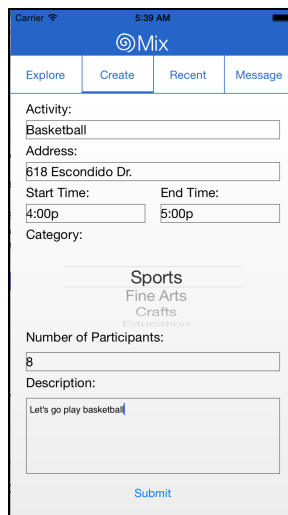 Carrier 5:39 AM
Mix
Explore Create Recent Message
Activity:
Basketball
Address:
618 Escondido Dr.
Start Time: End Time:
4:00p 5:00p
Category:
Sports
Fine Arts
Crafts
Education
Number of Participants:
8
Description:
Let's go play basketball
Submit